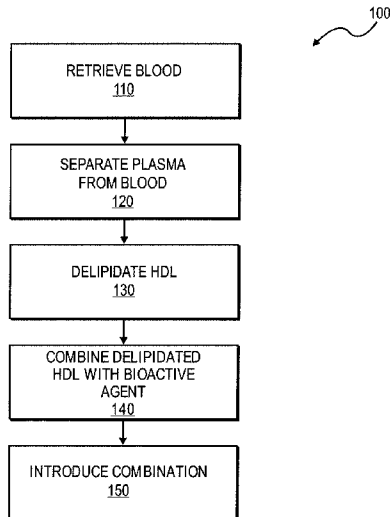 100
RETRIEVE BLOOD
110
SEPARATE PLASMA
FROM BLOOD
120
DELIPIDATE HDL
130
COMBINE DELIPIDATED
HDL WITH BIOACTIVE
AGENT
140
INTRODUCE COMBINATION
150